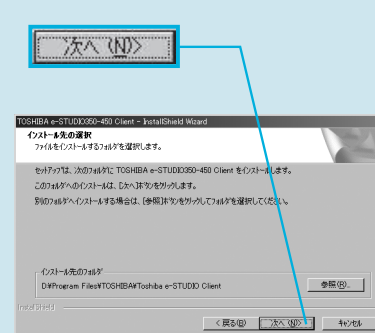 次へ(N)>
TOSHIBA e-STUDIO350-450 Client - InstallShield Wizard
インストール先の選択
ファイルをインストールするフォルダを選択します。
セットアップは、次のフォルダに TOSHIBA e-STUDIO350-450 Client をインストールします。
このフォルダへのインストールは、[次へ]ボタンをクリックします。
別のフォルダへインストールする場合は、[参照]ボタンをクリックしてフォルダを選択してください。
インストール先のフォルダ
D:¥Program Files¥TOSHIBA¥Toshiba e-STUDIO Client
参照(R)...
InstallShield
< 戻る(B)
次へ(N)>
キャンセル